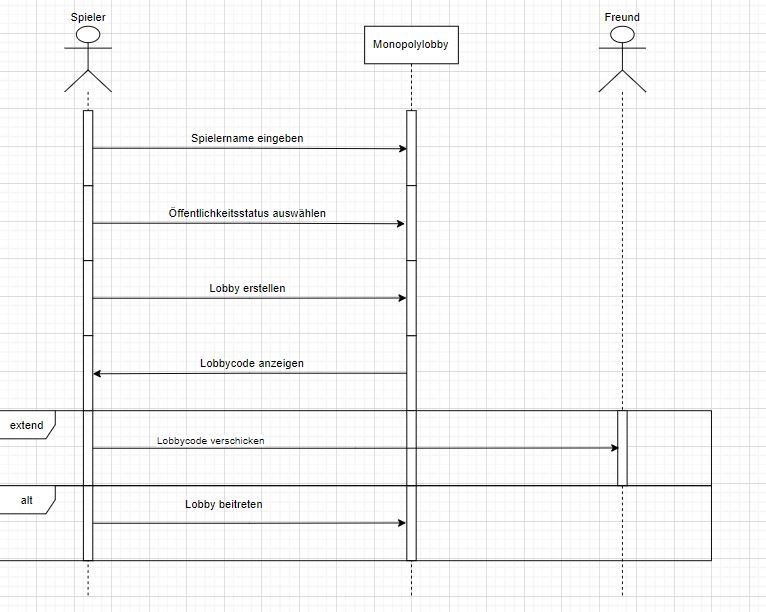 Spieler
Freund
Monopolylobby
Spielername eingeben
Öffentlichkeitsstatus auswählen
Lobby erstellen
Lobbycode anzeigen
extend
Lobbycode verschicken
alt
Lobby beitreten